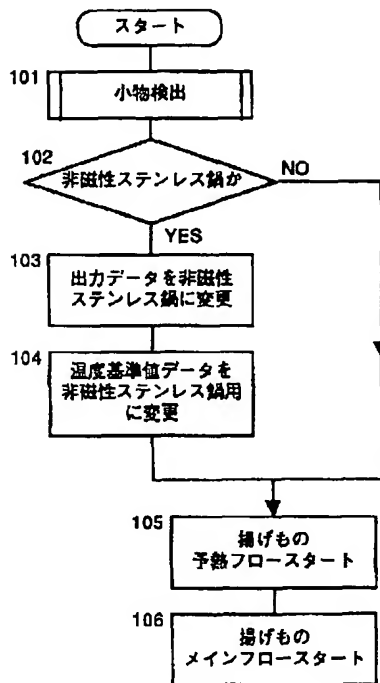 スタート
101
小物検出
102
非磁性ステンレス鍋か
NO
YES
103
出力データを非磁性
ステンレス鍋に変更
104
温度基準値データを
非磁性ステンレス鍋用
に変更
105
揚げもの
予熱フロースタート
106
揚げもの
メインフロースタート